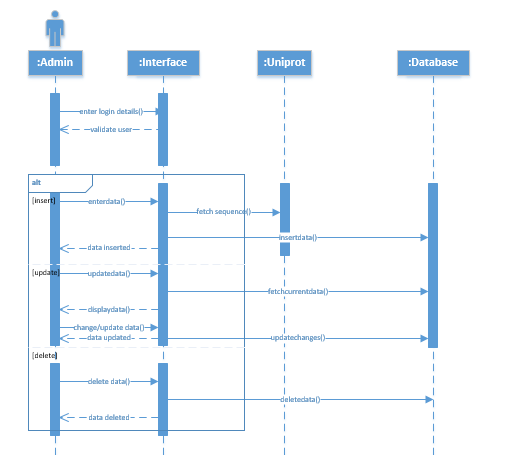 :Admin
:Interface
:Uniprot
:Database
enter login details()
validate user
alt
[insert]
enterdata()
fetch sequence()
insertdata()
data inserted
[update]
updatedata()
fetchcurrentdata()
displaydata()
change/update data()
data updated
updatechanges()
[delete]
delete data()
deletedata()
data deleted